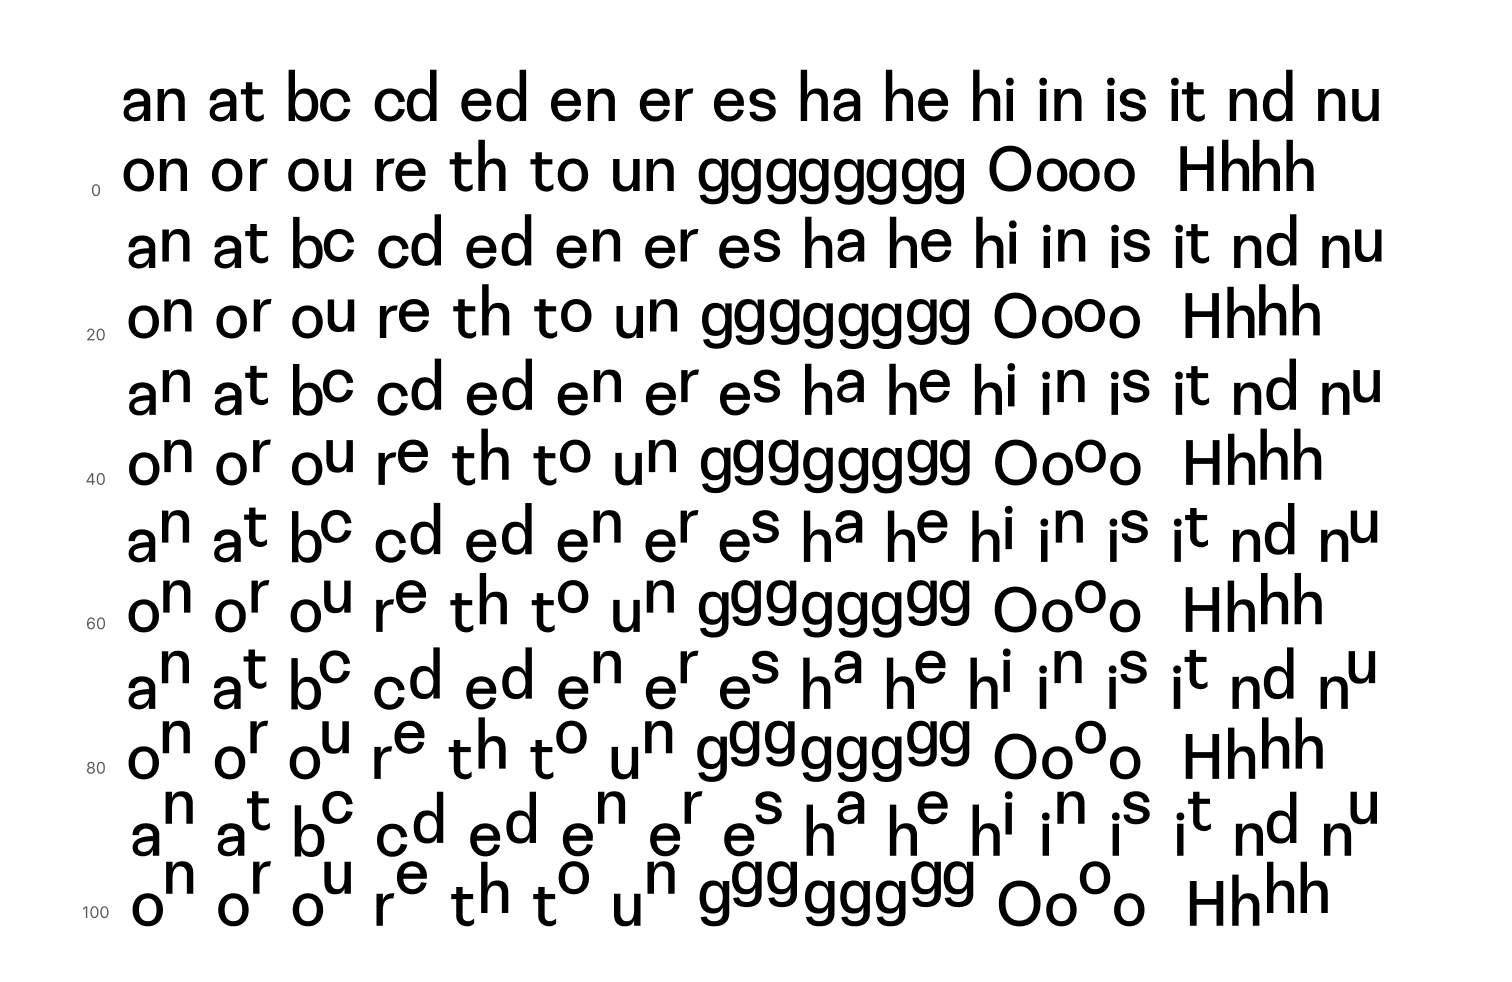 an at bc cd ed en er es ha he hi in is it nd nu
0 on or ou re th to un gggggggg Oooo Hhhh
an at bc cd ed en er es ha he hi in is it nd nu
20 on or ou re th to un gggggggg Oooo Hhhh
an at bc cd ed en er es ha he hi in is it nd nu
40 on or ou re th to un gggggggg Oooo Hhhh
an at bc cd ed en er es ha he hi in is it nd nu
60 on or ou re th to un gggggggg Oooo Hhhh
an at bc cd ed en er es ha he hi in is it nd nu
80 on or ou re th to un gggggggg Oooo Hhhh
an at bc cd ed en er es ha he hi in is it nd nu
100 on or ou re th to un gggggggg Oooo Hhhh